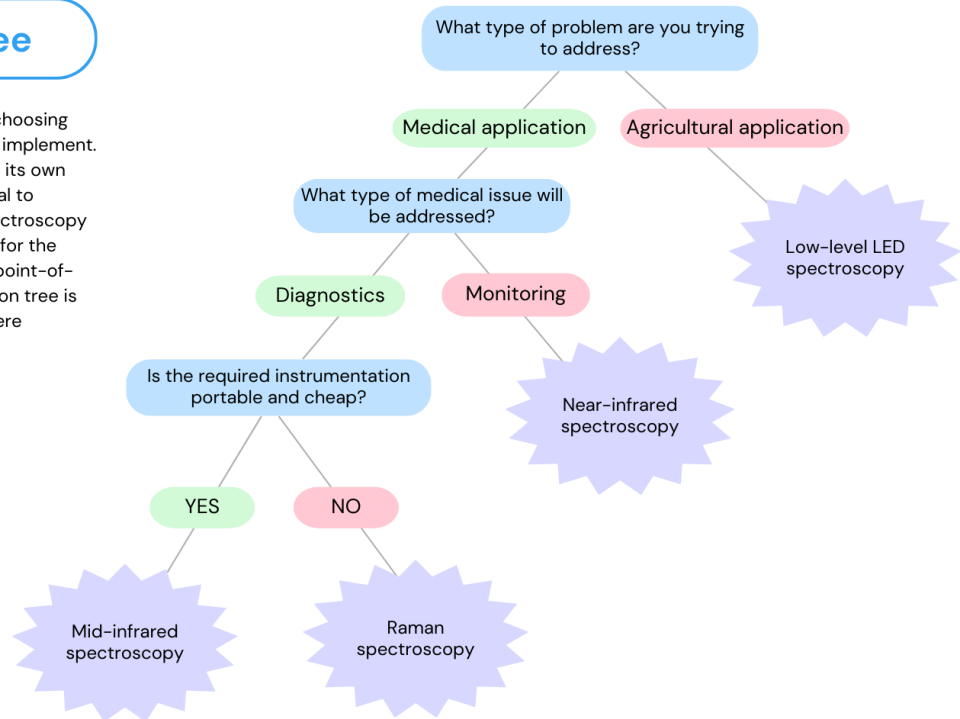 ee
choosing
implement.
its own
al to
ctroscopy
for the
point-of-
on tree is
ere
What type of problem are you trying
to address?
Medical application
Agricultural application
What type of medical issue will
be addressed?
Low-level LED
spectroscopy
Diagnostics
Monitoring
Is the required instrumentation
portable and cheap?
Near-infrared
spectroscopy
YES
NO
Mid-infrared
spectroscopy
Raman
spectroscopy